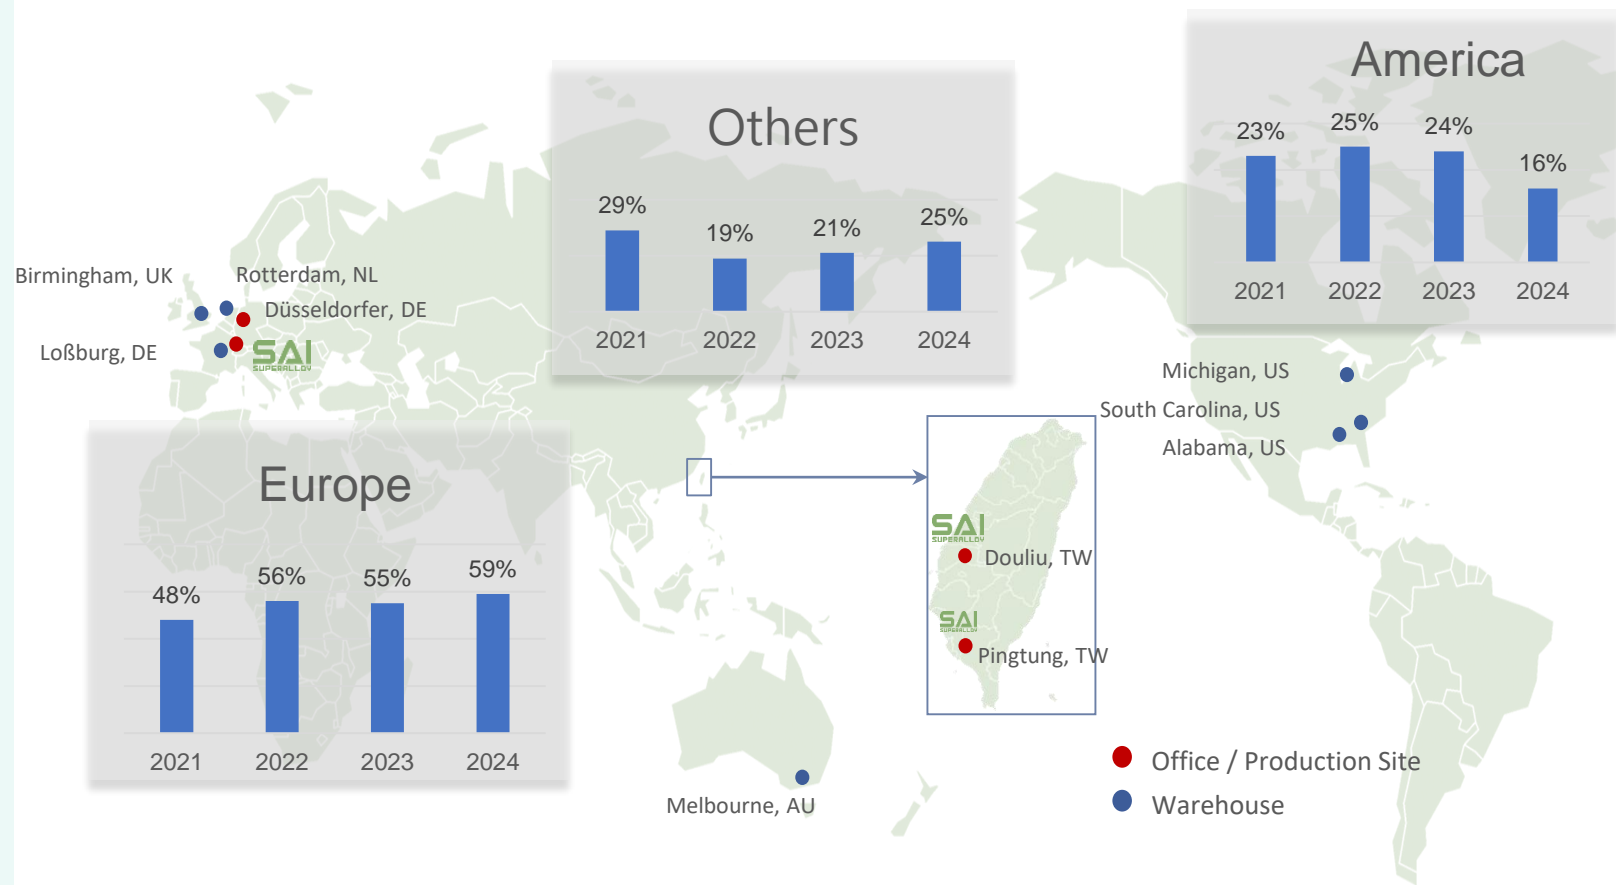 America
23%
25%
24%
16%
2021
2022
2023
2024
Others
29%
19%
21%
25%
2021
2022
2023
2024
Birmingham, UK
Rotterdam, NL
Düsseldorfer, DE
Loßburg, DE
SAI
SUPERALLOY
Michigan, US
South Carolina, US
Alabama, US
Europe
48%
56%
55%
59%
2021
2022
2023
2024
SAI
SUPERALLOY
Douliu, TW
SAI
SUPERALLOY
Pingtung, TW
Melbourne, AU
Office / Production Site
Warehouse